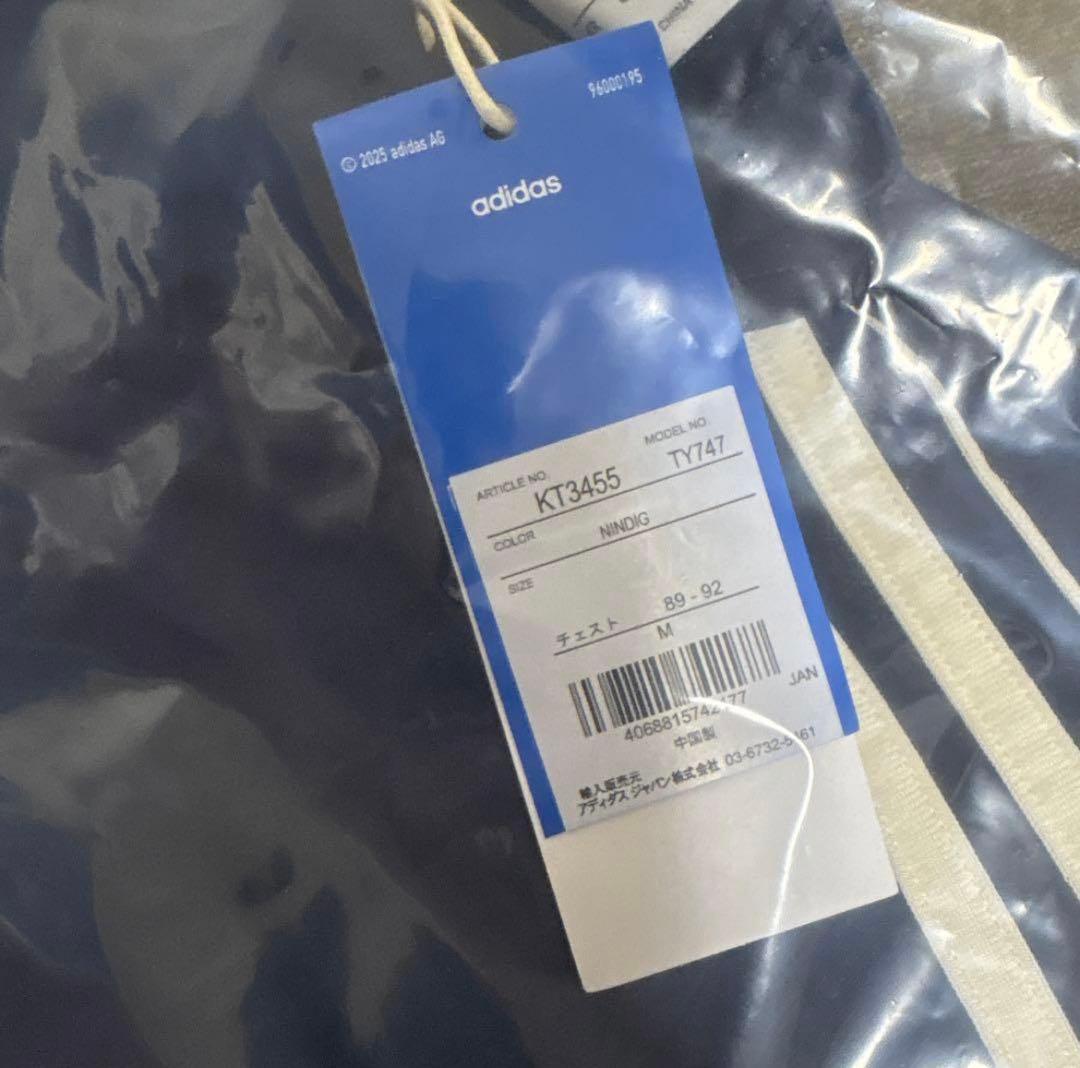 CHINA
96000195
© 2025 adidas AG
adidas
MODEL NO.
ARTICLE NO.
TY747
KT3455
COLOR NINDIG
SIZE
チェスト 89 - 92
M
JAN
中国製
輸入販売元
アディダス ジャパン株式会社